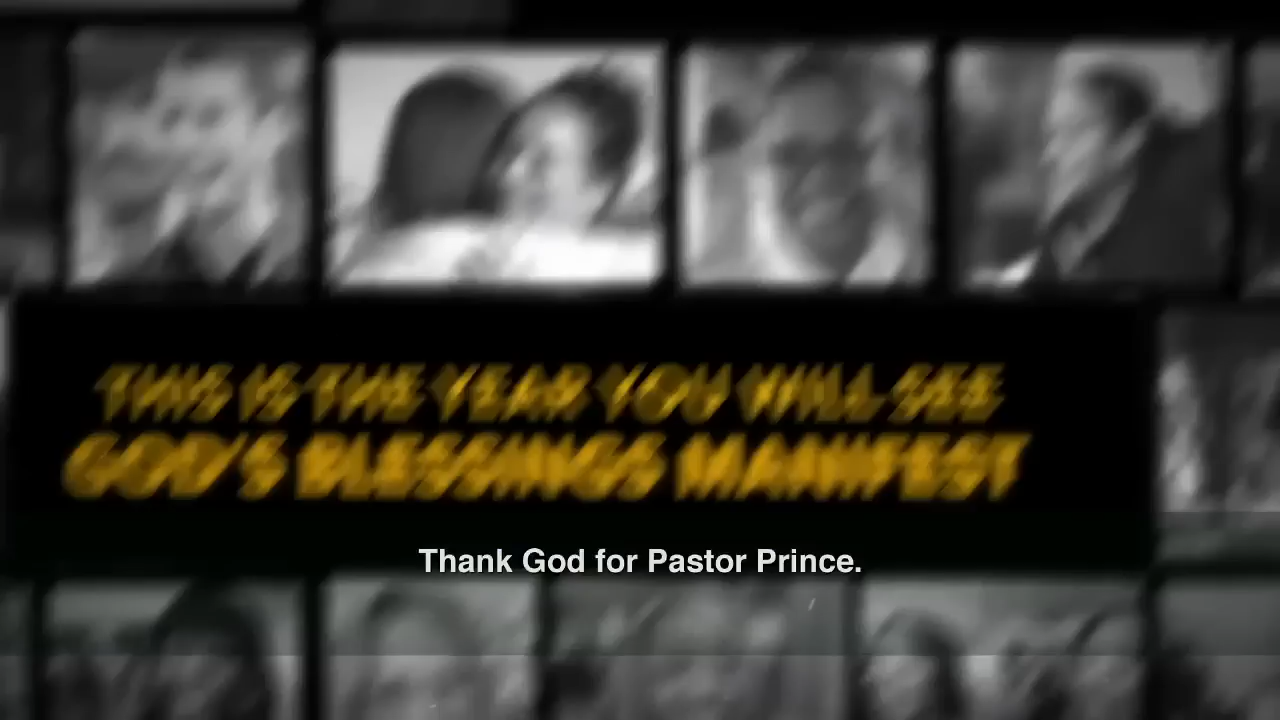 THIS IS THE YEAR YOU WILL SEE
GOD'S BLESSINGS MANIFEST
Thank God for Pastor Prince.